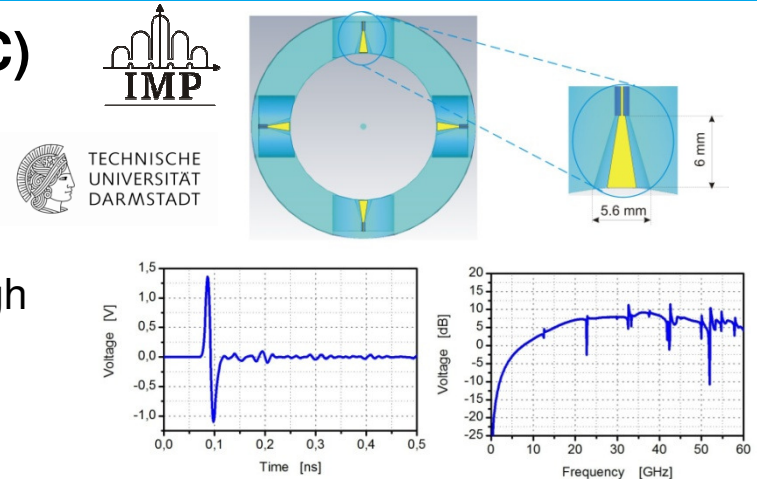 C)
IMP
TECHNISCHE
UNIVERSITÄT
DARMSTADT
6 mm
5.6 mm
gh
1,5
1,0
0,5
0,0
-0,5
-1,0
Voltage [V]
0,0 0,1 0,2 0,3 0,4 0,5
Time [ns]
20
15
10
5
0
-5
-10
-15
-20
-25
Voltage [dB]
0 10 20 30 40 50 60
Frequency [GHz]